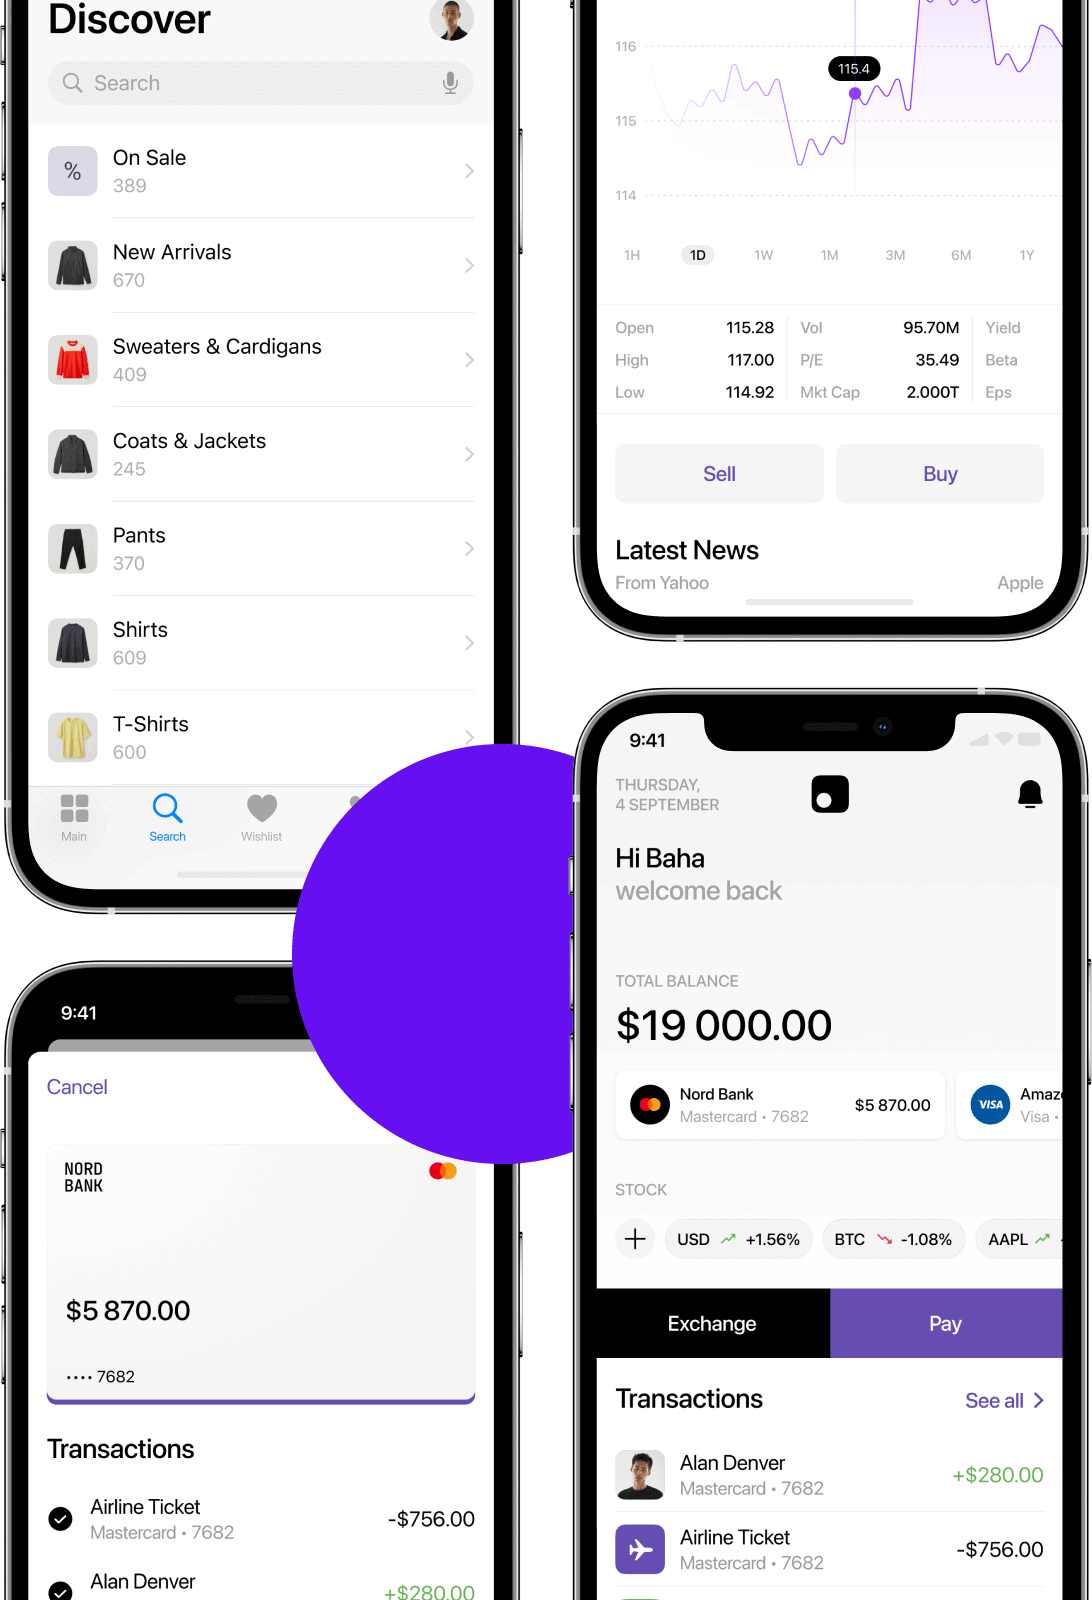 Discover
Search
%
On Sale
389
New Arrivals
670
Sweaters & Cardigans
409
Coats & Jackets
245
Pants
370
Shirts
609
T-Shirts
600
Main
Search
Wishlist
116
115.4
115
114
1H 1D 1W 1M 3M 6M 1Y
Open 115.28 Vol 95.70M Yield
High 117.00 P/E 35.49 Beta
Low 114.92 Mkt Cap 2.000T Eps
Sell Buy
Latest News
From Yahoo Apple
9:41
Cancel
NORD
BANK
$5 870.00
•••• 7682
Transactions
Airline Ticket
Mastercard • 7682
-$756.00
Alan Denver
+$280.00
9:41
THURSDAY,
4 SEPTEMBER
Hi Baha
welcome back
TOTAL BALANCE
$19 000.00
Nord Bank
Mastercard • 7682
$5 870.00
VISA
Amaz
Visa •
STOCK
USD +1.56% BTC -1.08% AAPL
Exchange Pay
Transactions See all
Alan Denver
Mastercard • 7682
+$280.00
Airline Ticket
Mastercard • 7682
-$756.00